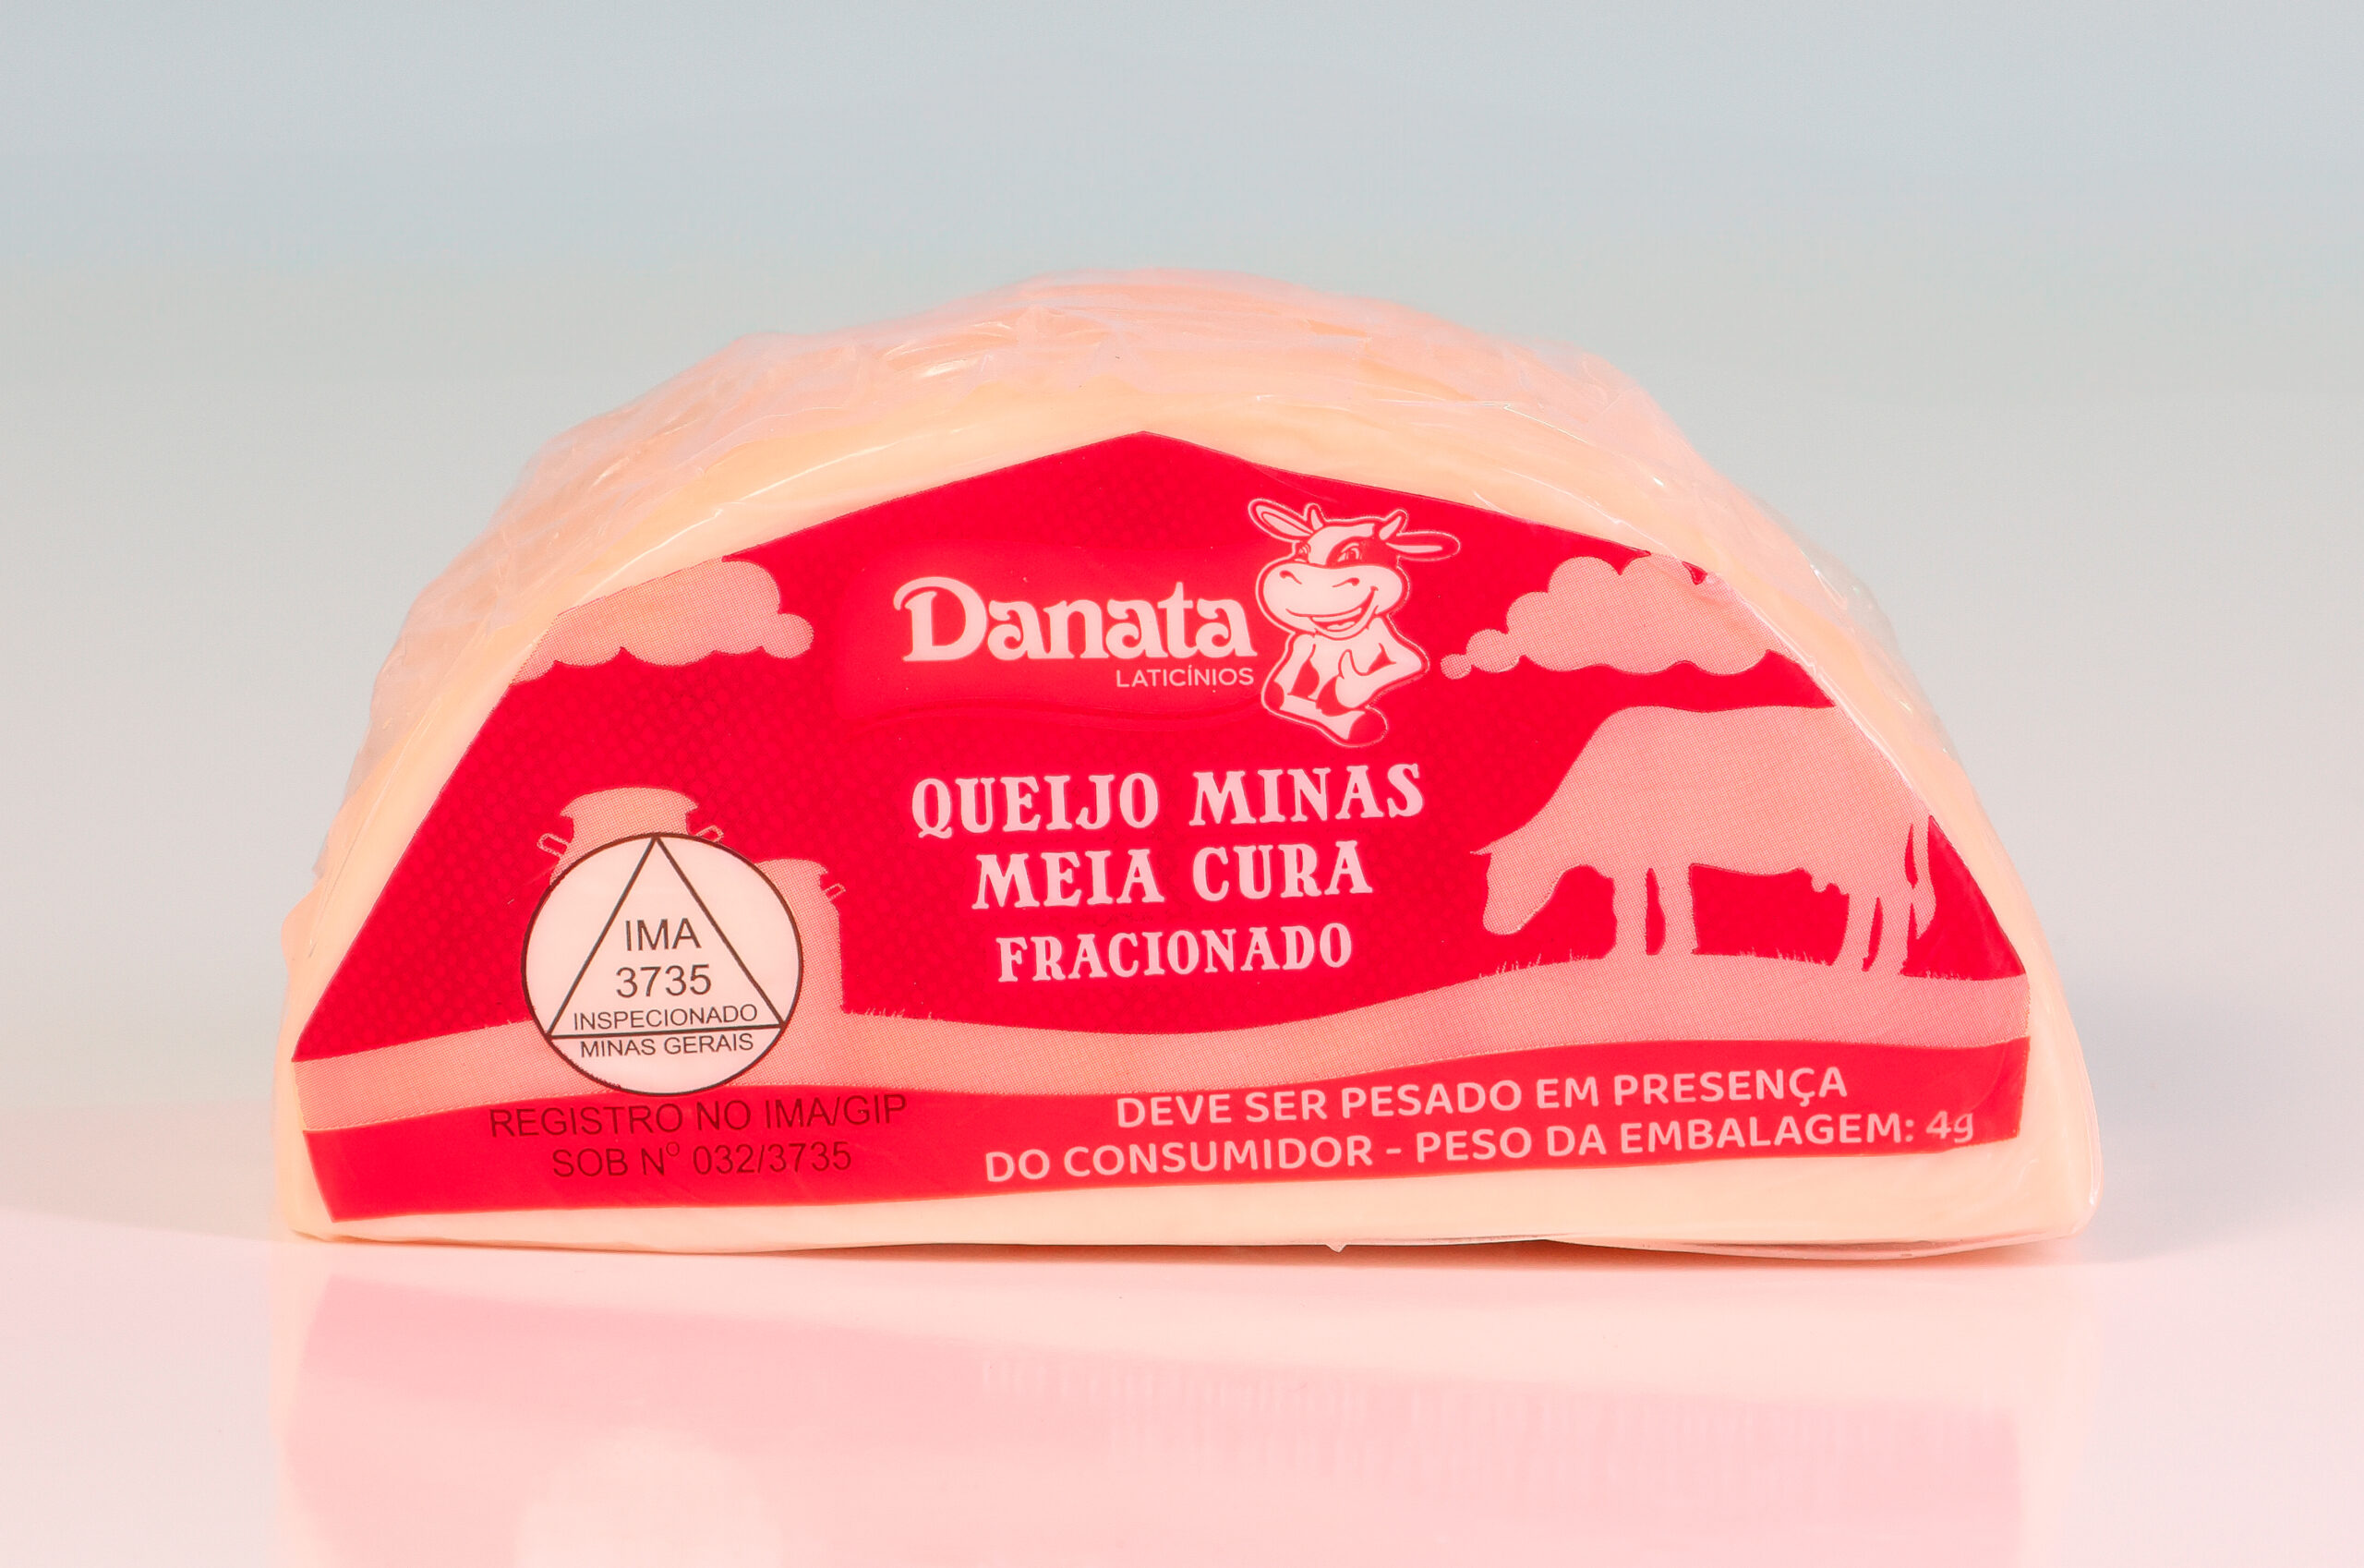 Danata
LATICÍNIOS
QUEIJO MINAS
MEIA CURA
FRACIONADO
IMA
3735
INSPECIONADO
MINAS GERAIS
REGISTRO NO IMA/GIP
SOB Nº 032/3735
DEVE SER PESADO EM PRESENÇA
DO CONSUMIDOR - PESO DA EMBALAGEM: 4g